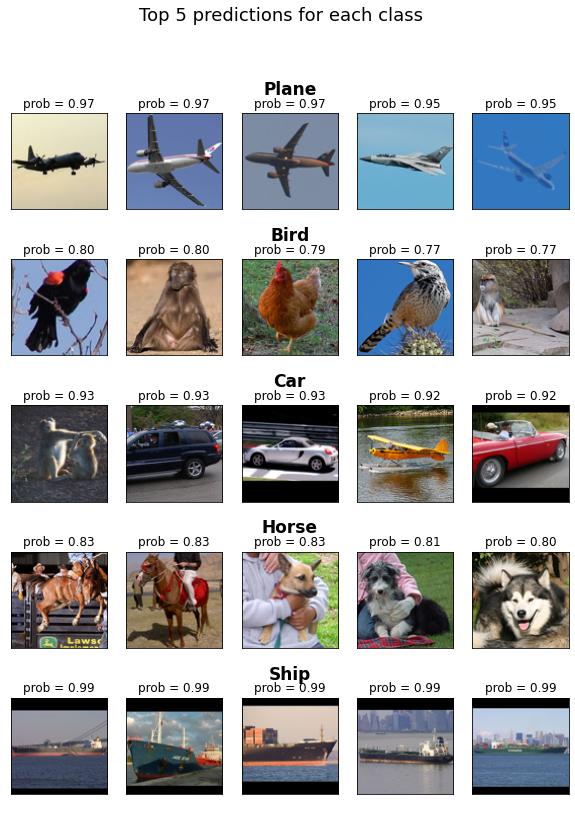 Top 5 predictions for each class
Plane
prob = 0.97 prob = 0.97 prob = 0.97 prob = 0.95 prob = 0.95
Bird
prob = 0.80 prob = 0.80 prob = 0.79 prob = 0.77 prob = 0.77
Car
prob = 0.93 prob = 0.93 prob = 0.93 prob = 0.92 prob = 0.92
Horse
prob = 0.83 prob = 0.83 prob = 0.83 prob = 0.81 prob = 0.80
Lawso
Ship
prob = 0.99 prob = 0.99 prob = 0.99 prob = 0.99 prob = 0.99